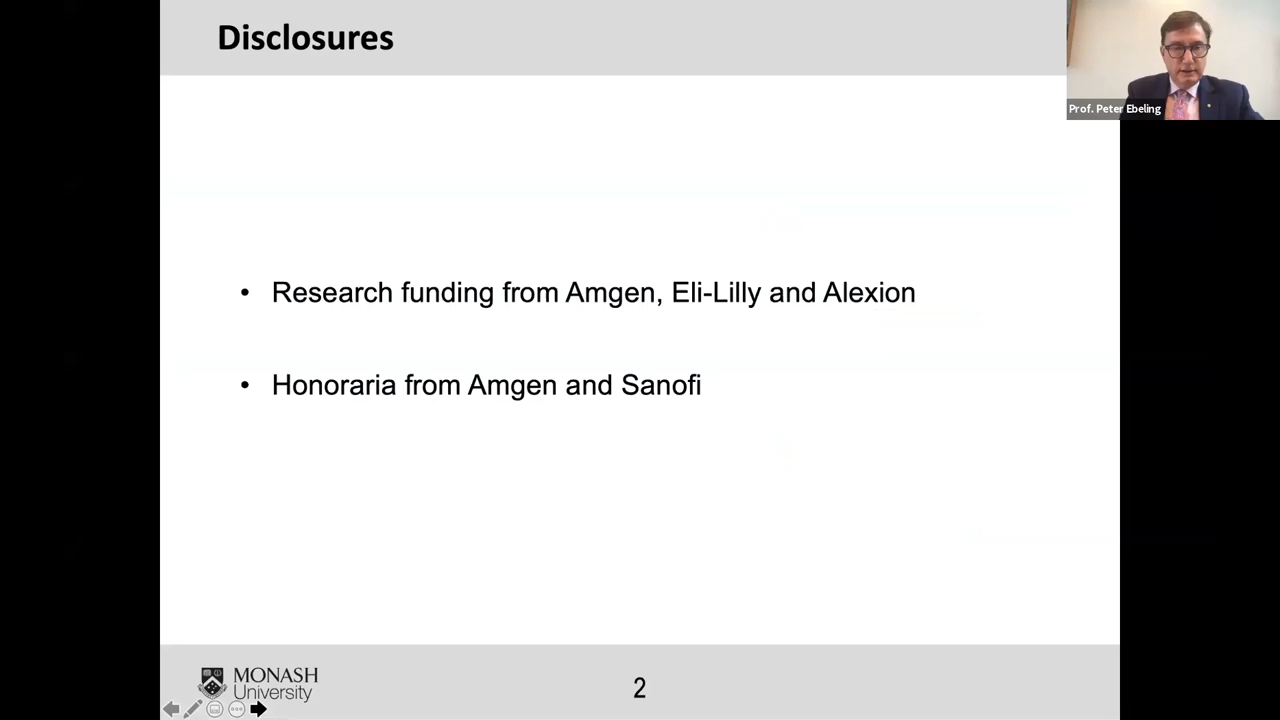 Disclosures
Prof. Peter Ebeling
• Research funding from Amgen, Eli-Lilly and Alexion
• Honoraria from Amgen and Sanofi
MONASH
University
2